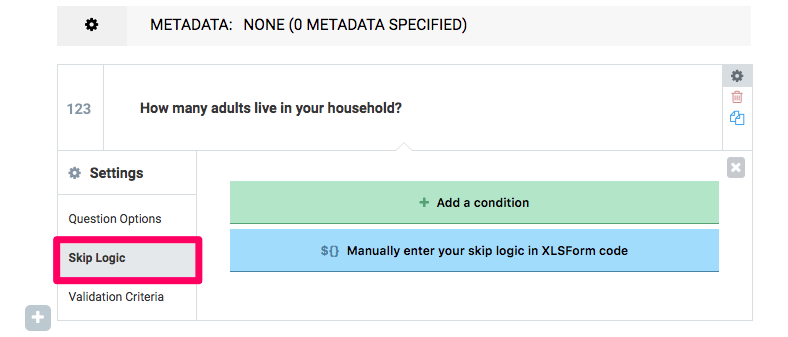 METADATA: NONE (0 METADATA SPECIFIED)
123
How many adults live in your household?
Settings
Question Options
Skip Logic
Validation Criteria
+ Add a condition
${} Manually enter your skip logic in XLSForm code